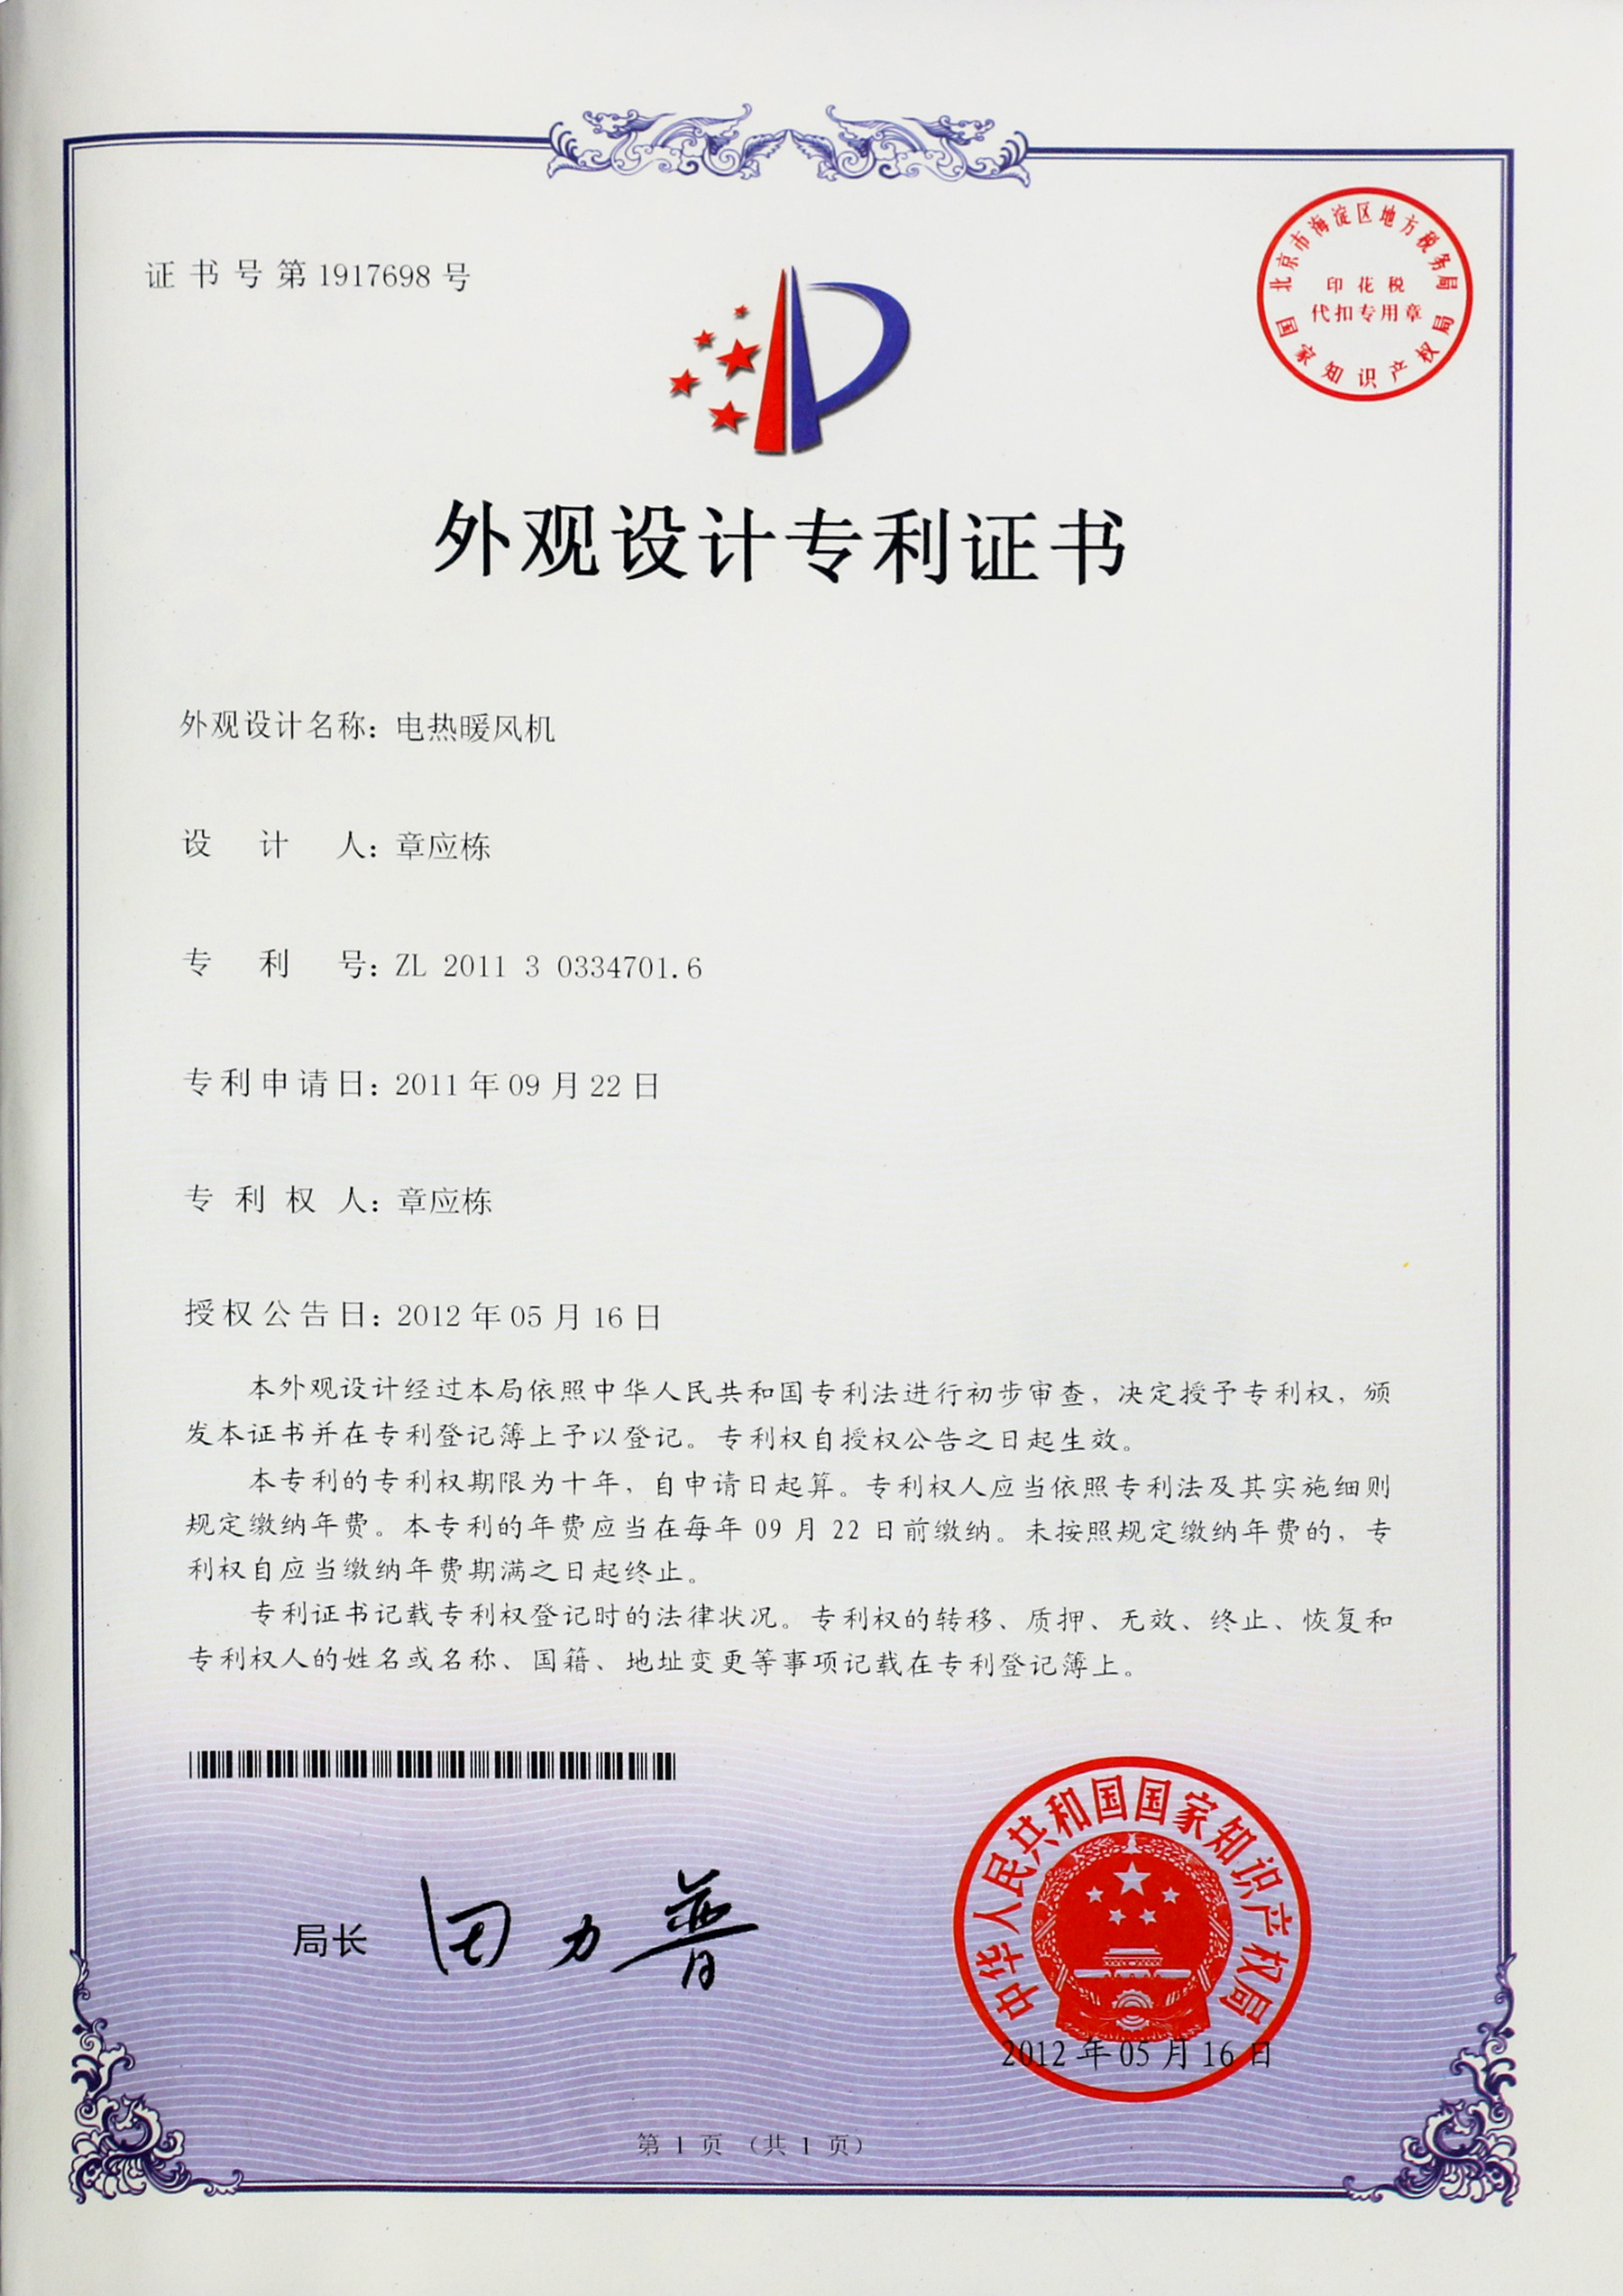 证书号第1917698号
北京市海淀区地方税务局
印花税
代扣专用章
国家知识产权局
外观设计专利证书
外观设计名称：电热暖风机
设计人：章应栋
专利号：ZL 2011 3 0334701.6
专利申请日：2011年09月22日
专利权人：章应栋
授权公告日：2012年05月16日
本外观设计经过本局依照中华人民共和国专利法进行初步审查，决定授予专利权，颁
发本证书并在专利登记簿上予以登记。专利权自授权公告之日起生效。
本专利的专利权期限为十年，自申请日起算。专利权人应当依照专利法及其实施细则
规定缴纳年费。本专利的年费应当在每年09月22日前缴纳。未按照规定缴纳年费的，专
利权自应当缴纳年费期满之日起终止。
专利证书记载专利权登记时的法律状况。专利权的转移、质押、无效、终止、恢复和
专利权人的姓名或名称、国籍、地址变更等事项记载在专利登记簿上。
局长 田力普
中华人民共和国国家知识产权局
2012年05月16日
第1页（共1页）